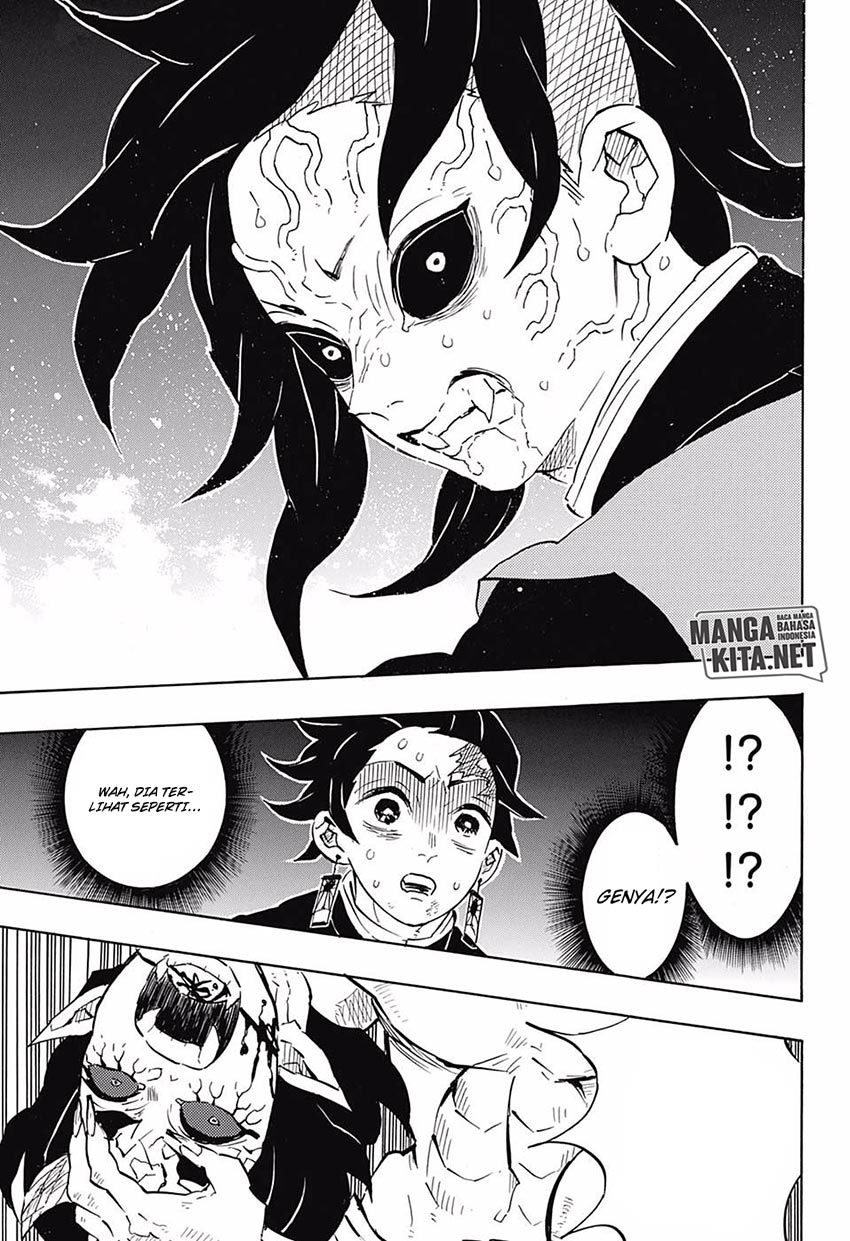 MANGA
BACA MANGA
BAHASA
INDONESIA
KITA.NET
!?
!?
!?
GENYA!?
WAH, DIA TER-
LIHAT SEPERTI...